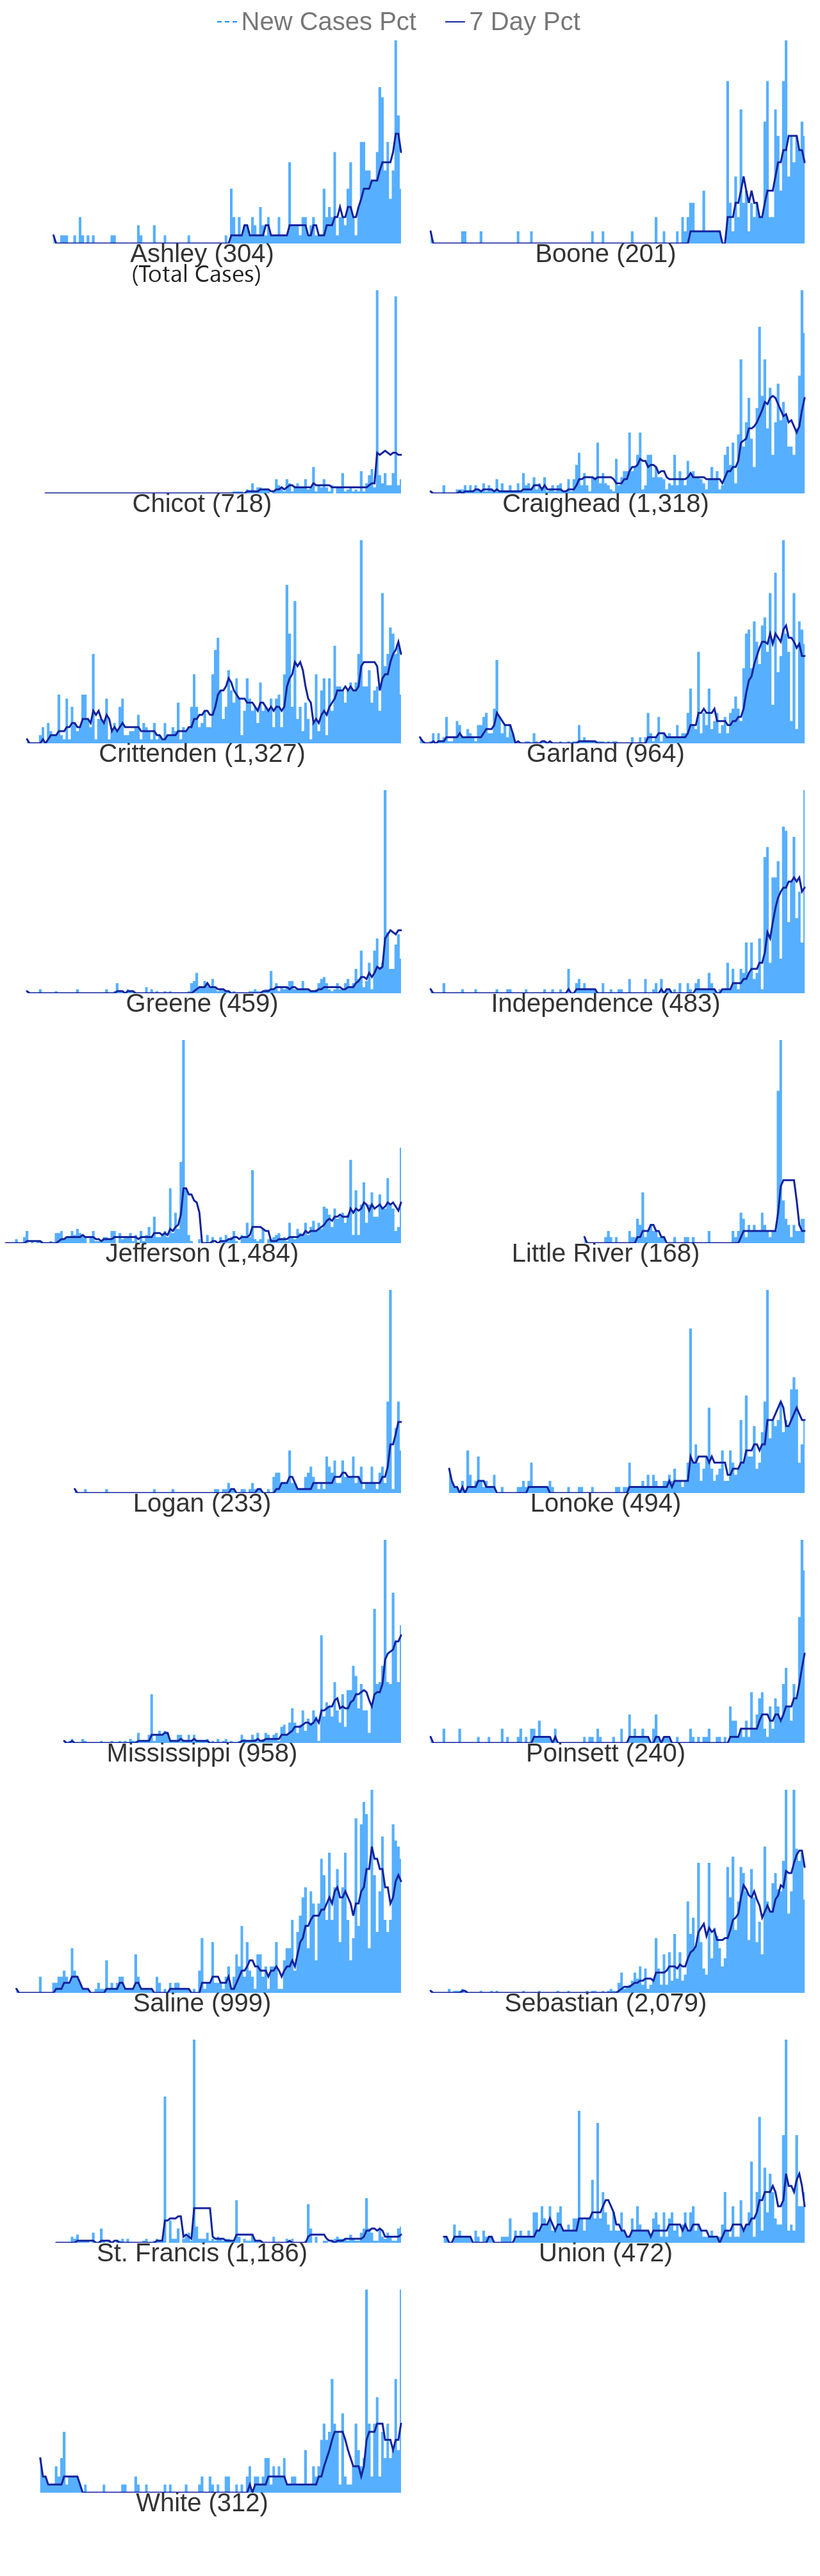 New Cases Pct 7 Day Pct
Ashley (304) Boone (201)
(Total Cases)
Chicot (718) Craighead (1,318)
Crittenden (1,327) Garland (964)
Greene (459) Independence (483)
Jefferson (1,484) Little River (168)
Logan (233) Lonoke (494)
Mississippi (958) Poinsett (240)
Saline (999) Sebastian (2,079)
St. Francis (1,186) Union (472)
White (312)